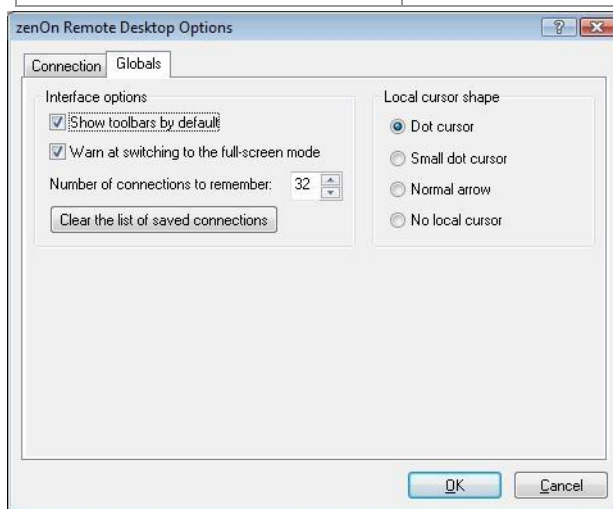 zenOn Remote Desktop Options
Connection
Globals
Interface options
Show toolbars by default
Warn at switching to the full-screen mode
Number of connections to remember: 32
Clear the list of saved connections
Local cursor shape
Dot cursor
Small dot cursor
Normal arrow
No local cursor
OK
Cancel